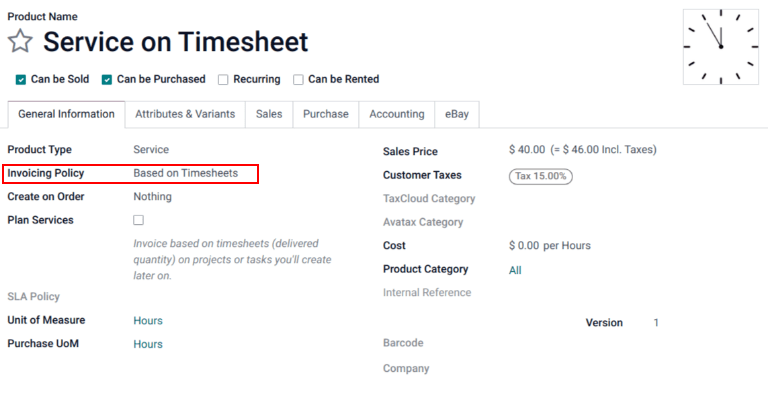 Product Name
Service on Timesheet
Can be Sold Can be Purchased Recurring Can be Rented
General Information Attributes & Variants Sales Purchase Accounting eBay
Product Type Service
Invoicing Policy Based on Timesheets
Create on Order Nothing
Plan Services
Invoice based on timesheets (delivered
quantity) on projects or tasks you'll create
later on.
SLA Policy
Unit of Measure Hours
Purchase UoM Hours
Sales Price $ 40.00 (= $ 46.00 Incl. Taxes)
Customer Taxes Tax 15.00%
TaxCloud Category
Avatax Category
Cost $ 0.00 per Hours
Product Category All
Internal Reference
Version 1
Barcode
Company